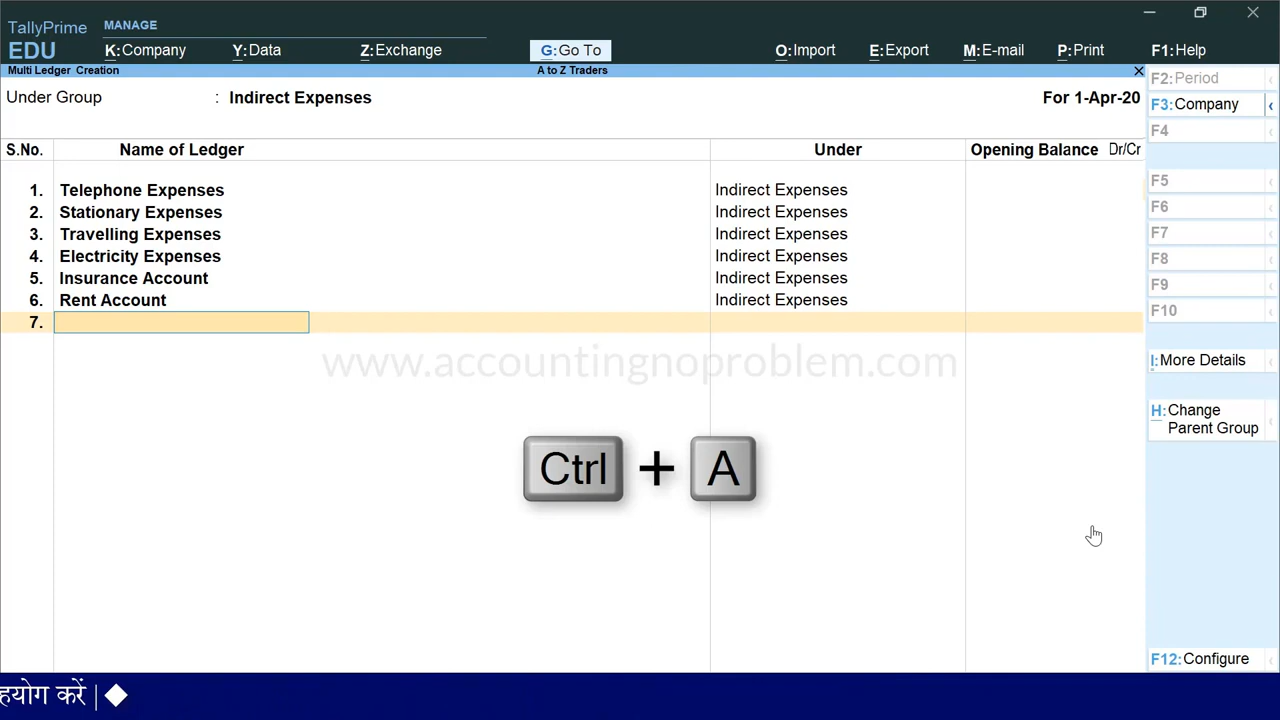 TallyPrime MANAGE
EDU K:Company Y:Data Z:Exchange G:Go To O:Import E:Export M:E-mail P:Print F1:Help
Multi Ledger Creation A to Z Traders
F2:Period
Under Group : Indirect Expenses For 1-Apr-20
F3:Company
F4
S.No. Name of Ledger Under Opening Balance Dr/Cr
F5
1. Telephone Expenses Indirect Expenses
F6
2. Stationary Expenses Indirect Expenses
F7
3. Travelling Expenses Indirect Expenses
F8
4. Electricity Expenses Indirect Expenses
F9
5. Insurance Account Indirect Expenses
6. Rent Account Indirect Expenses
F10
7.
I:More Details
www.accountingnoproblem.com
H:Change
Parent Group
Ctrl + A
F12:Configure
हयोग करें |